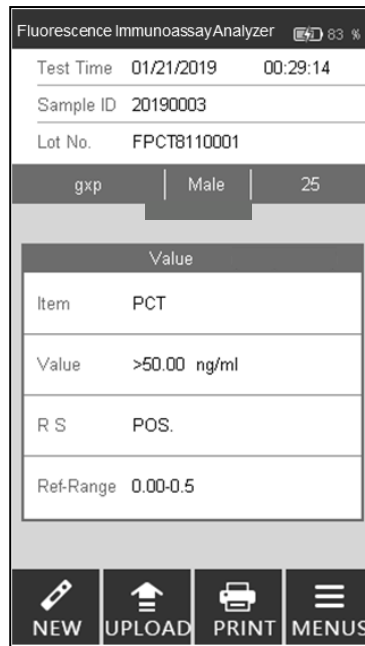 Fluorescence Immunoassay Analyzer 83 %
Test Time 01/21/2019 00:29:14
Sample ID 20190003
Lot No. FPCT8110001
gxp Male 25
Value
Item PCT
Value >50.00 ng/ml
R S POS.
Ref-Range 0.00-0.5
NEW UPLOAD PRINT MENUS